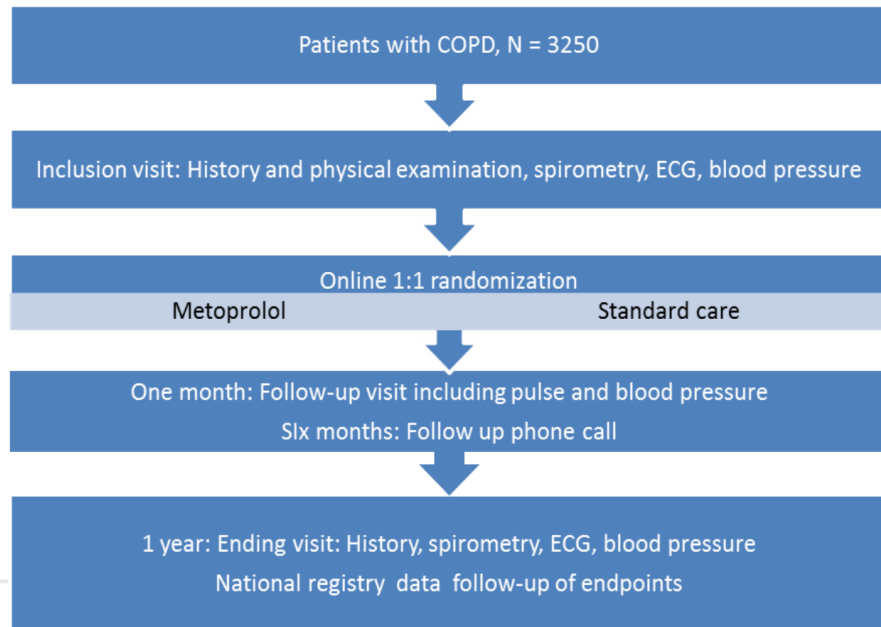 Patients with COPD, N = 3250
Inclusion visit: History and physical examination, spirometry, ECG, blood pressure
Online 1:1 randomization
Metoprolol Standard care
One month: Follow-up visit including pulse and blood pressure
SIx months: Follow up phone call
1 year: Ending visit: History, spirometry, ECG, blood pressure
National registry data follow-up of endpoints